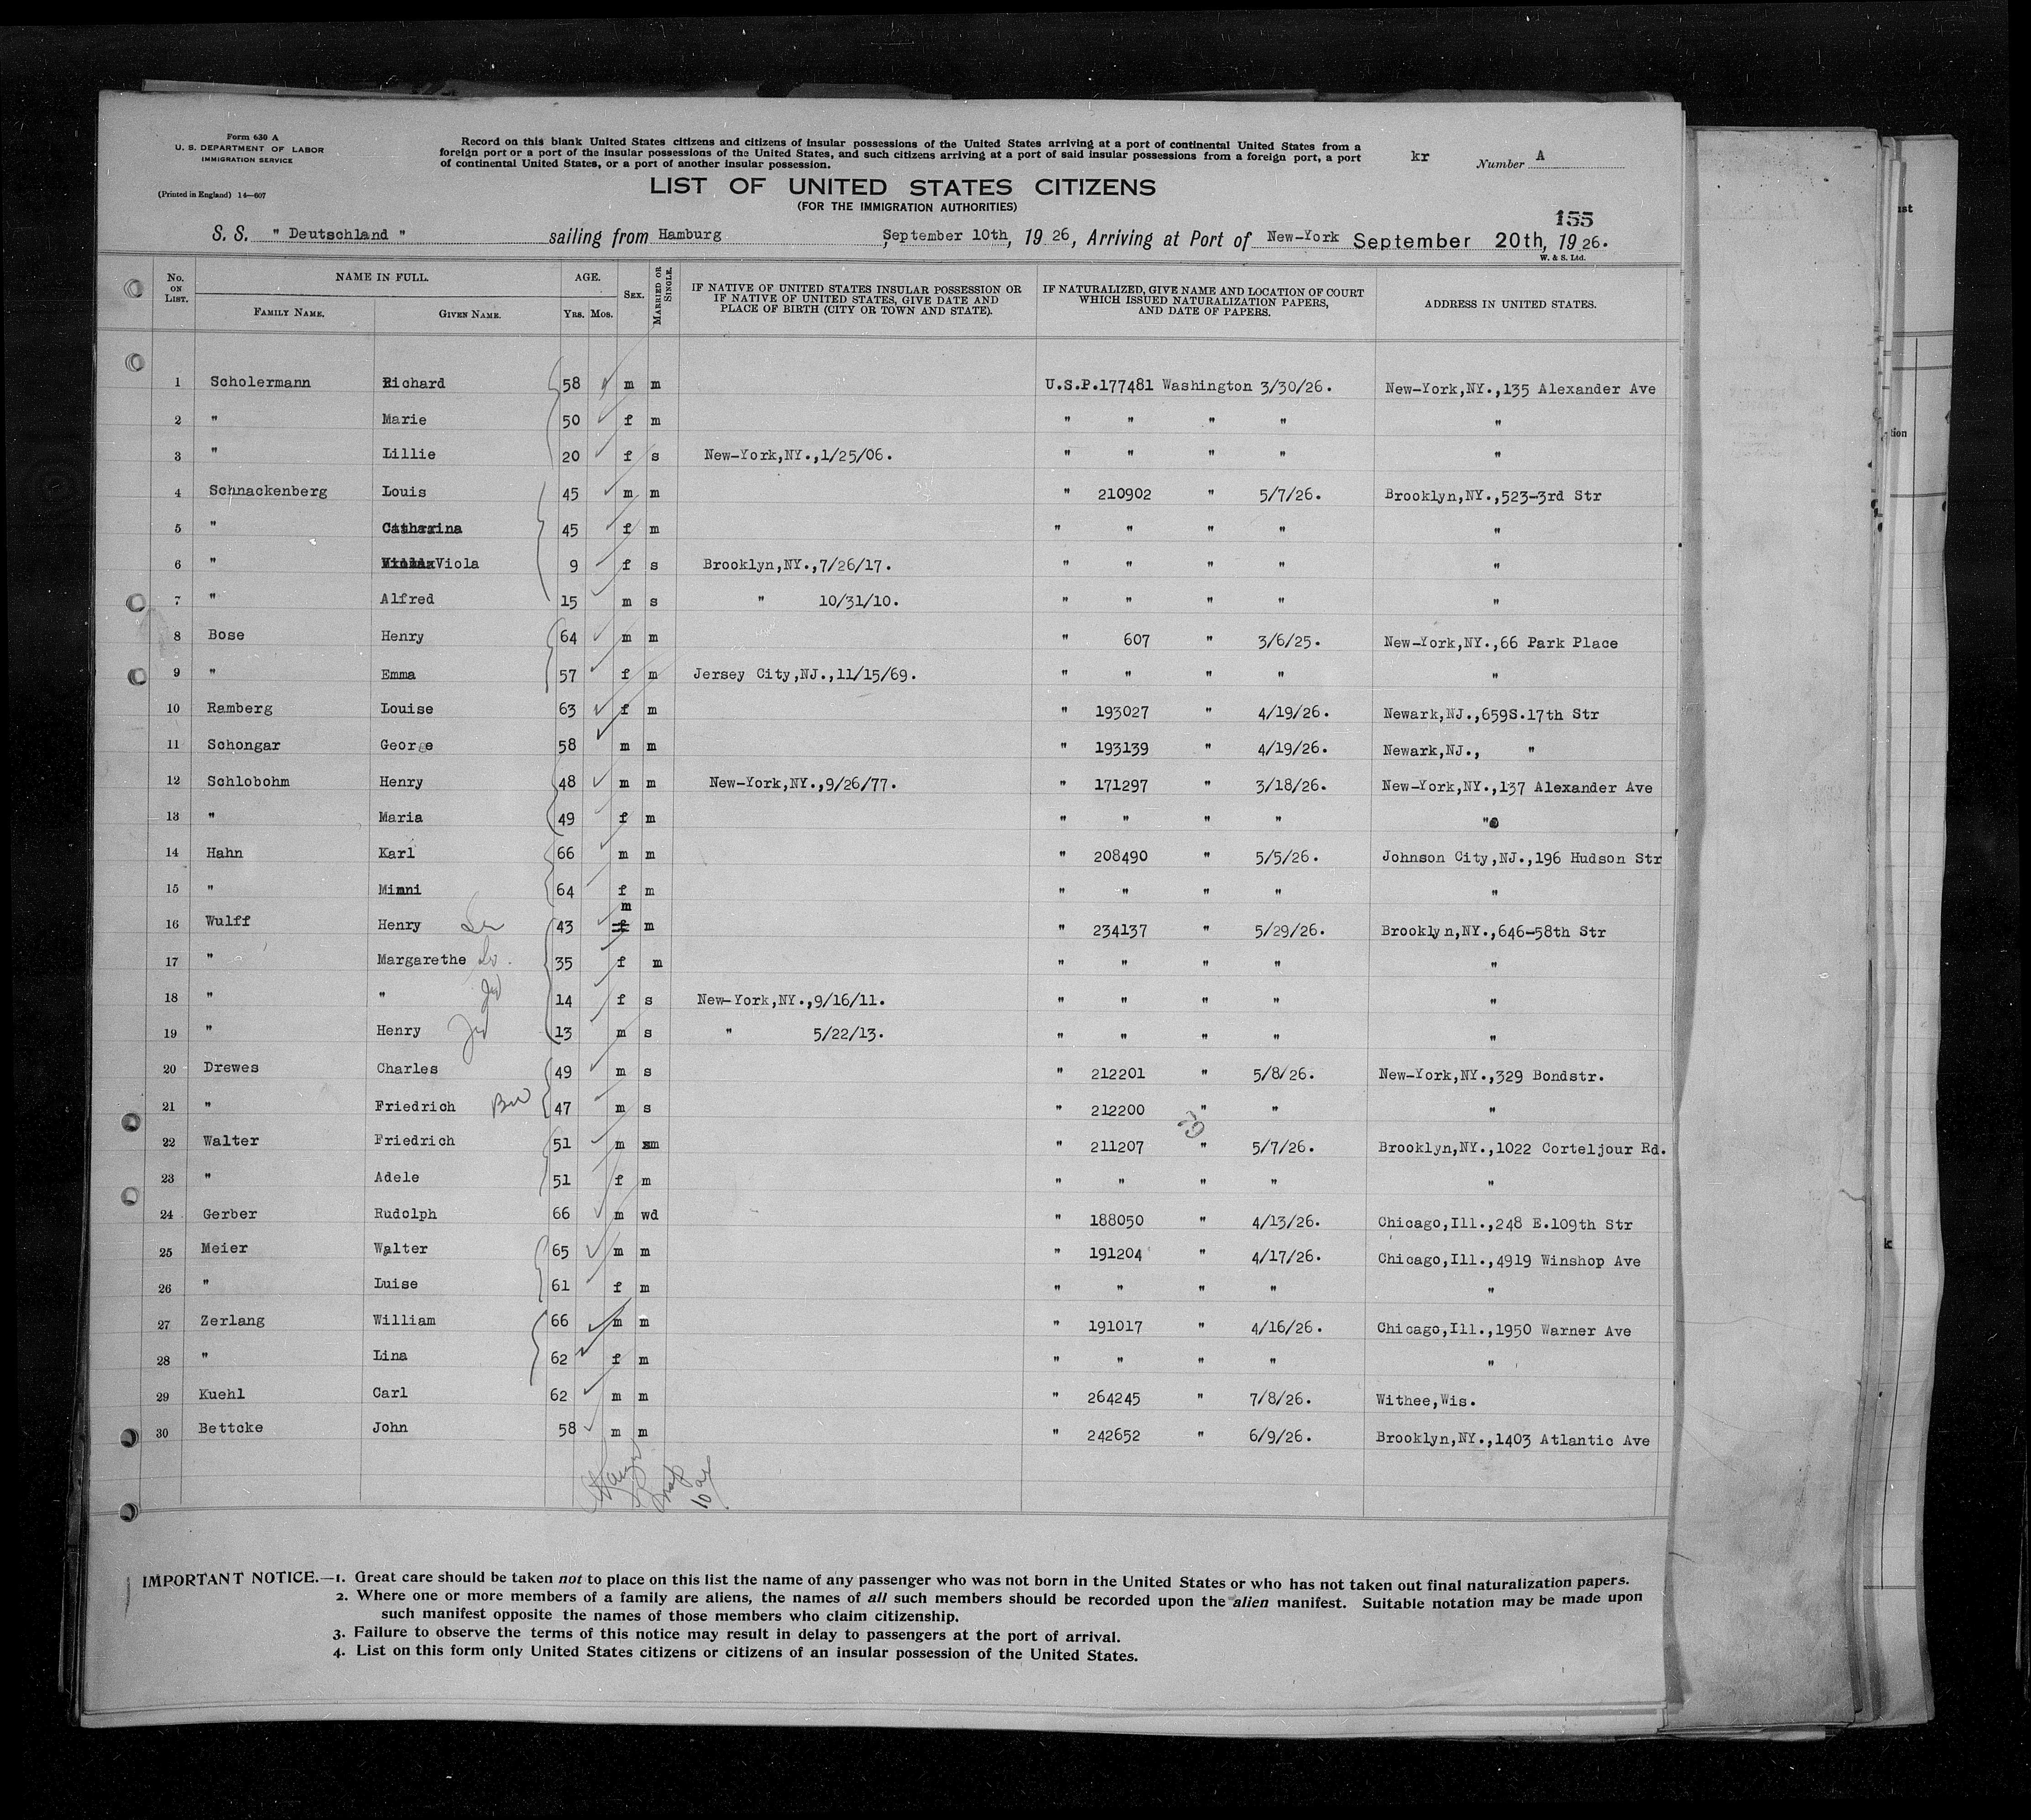 Form 630 A
U. S. DEPARTMENT OF LABOR
IMMIGRATION SERVICE
(Printed in England) 14—607
Record on this blank United States citizens and citizens of insular possessions of the United States arriving at a port of continental United States from a
foreign port or a port of the insular possessions of the United States, and such citizens arriving at a port of said insular possessions from a foreign port, a port
of continental United States, or a port of another insular possession.
kr Number A
LIST OF UNITED STATES CITIZENS
(FOR THE IMMIGRATION AUTHORITIES)
155
S. S. " Deutschland " sailing from Hamburg, September 10th, 1926, Arriving at Port of New-York September 20th, 1926.
W. & S. Ltd.
No. ON LIST. NAME IN FULL. FAMILY NAME. GIVEN NAME. AGE. YRS. MOS. SEX. MARRIED OR SINGLE. IF NATIVE OF UNITED STATES INSULAR POSSESSION OR IF NATIVE OF UNITED STATES, GIVE DATE AND PLACE OF BIRTH (CITY OR TOWN AND STATE). IF NATURALIZED, GIVE NAME AND LOCATION OF COURT WHICH ISSUED NATURALIZATION PAPERS, AND DATE OF PAPERS. ADDRESS IN UNITED STATES.
1 Scholermann Richard 58 m m U.S.P.177481 Washington 3/30/26. New-York,NY.,135 Alexander Ave
2 " Marie 50 f m " " " " "
3 " Lillie 20 f s New-York,NY.,1/25/06. " " " " "
4 Schnackenberg Louis 45 m m " 210902 " 5/7/26. Brooklyn,NY.,523-3rd Str
5 " Catharina 45 f m " " " " "
6 " Viola 9 f s Brooklyn,NY.,7/26/17. " " " " "
7 " Alfred 15 m s " 10/31/10. " " " " "
8 Bose Henry 64 m m " 607 " 3/6/25. New-York,NY.,66 Park Place
9 " Emma 57 f m Jersey City,NJ.,11/15/69. " " " " "
10 Ramberg Louise 63 f m " 193027 " 4/19/26. Newark,NJ.,659S.17th Str
11 Schongar George 58 m m " 193139 " 4/19/26. Newark,NJ., "
12 Schlobohm Henry 48 m m New-York,NY.,9/26/77. " 171297 " 3/18/26. New-York,NY.,137 Alexander Ave
13 " Maria 49 f m " " " " "
14 Hahn Karl 66 m m " 208490 " 5/5/26. Johnson City,NJ.,196 Hudson Str
15 " Minni 64 f m " " " " "
16 Wulff Henry 43 m f m " 234137 " 5/29/26. Brooklyn,NY.,646-58th Str
17 " Margarethe 35 f m " " " " "
18 " " 14 f s New-York,NY.,9/16/11. " " " " "
19 " Henry 13 m s " 5/22/13. " " " " "
20 Drewes Charles 49 m s " 212201 " 5/8/26. New-York,NY.,329 Bondstr.
21 " Friedrich 47 m s " 212200 " " "
22 Walter Friedrich 51 m m " 211207 " 5/7/26. Brooklyn,NY.,1022 Corteljour Rd.
23 " Adele 51 f m " " " " "
24 Gerber Rudolph 66 m wd " 188050 " 4/13/26. Chicago,Ill.,248 E.109th Str
25 Meier Walter 65 m m " 191204 " 4/17/26. Chicago,Ill.,4919 Winshop Ave
26 " Luise 61 f m " " " " "
27 Zerlang William 66 m m " 191017 " 4/16/26. Chicago,Ill.,1950 Warner Ave
28 " Lina 62 f m " " " " "
29 Kuehl Carl 62 m m " 264245 " 7/8/26. Withee,Wis.
30 Bettcke John 58 m m " 242652 " 6/9/26. Brooklyn,NY.,1403 Atlantic Ave
IMPORTANT NOTICE.—1. Great care should be taken not to place on this list the name of any passenger who was not born in the United States or who has not taken out final naturalization papers.
2. Where one or more members of a family are aliens, the names of all such members should be recorded upon the alien manifest. Suitable notation may be made upon
such manifest opposite the names of those members who claim citizenship.
3. Failure to observe the terms of this notice may result in delay to passengers at the port of arrival.
4. List on this form only United States citizens or citizens of an insular possession of the United States.